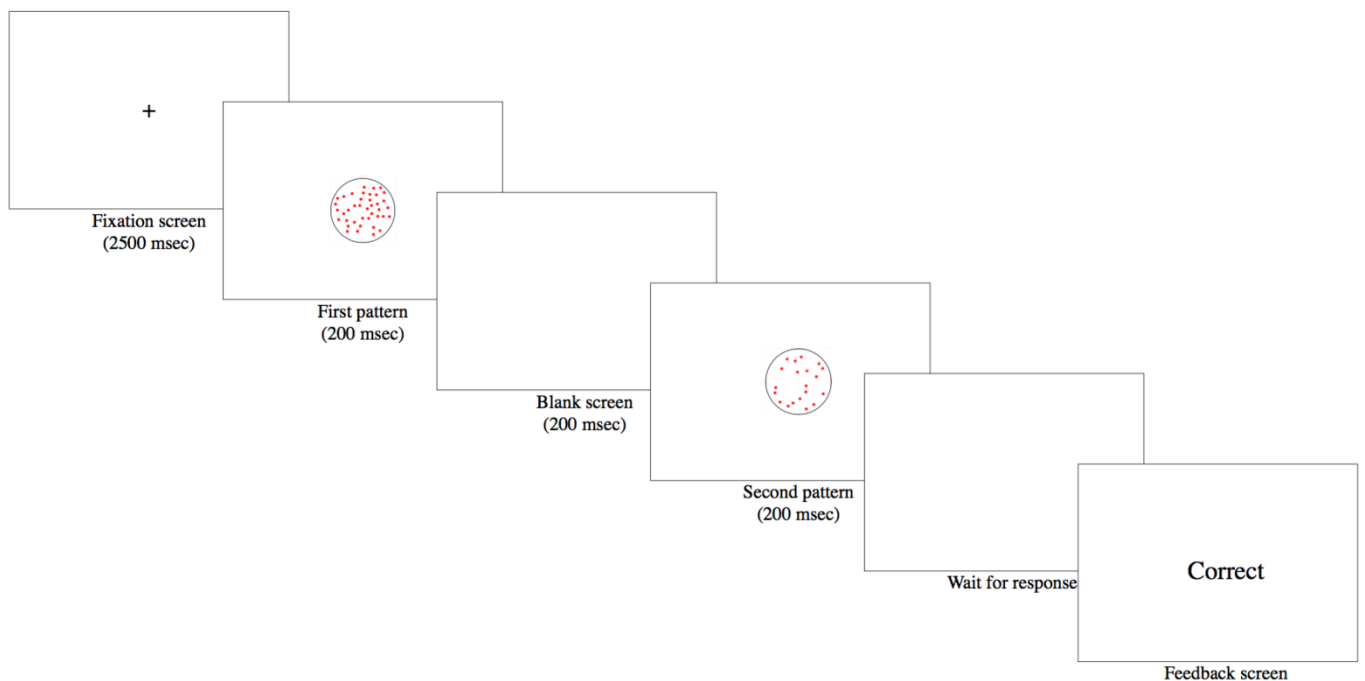 +
Fixation screen
(2500 msec)
First pattern
(200 msec)
Blank screen
(200 msec)
Second pattern
(200 msec)
Wait for response
Correct
Feedback screen